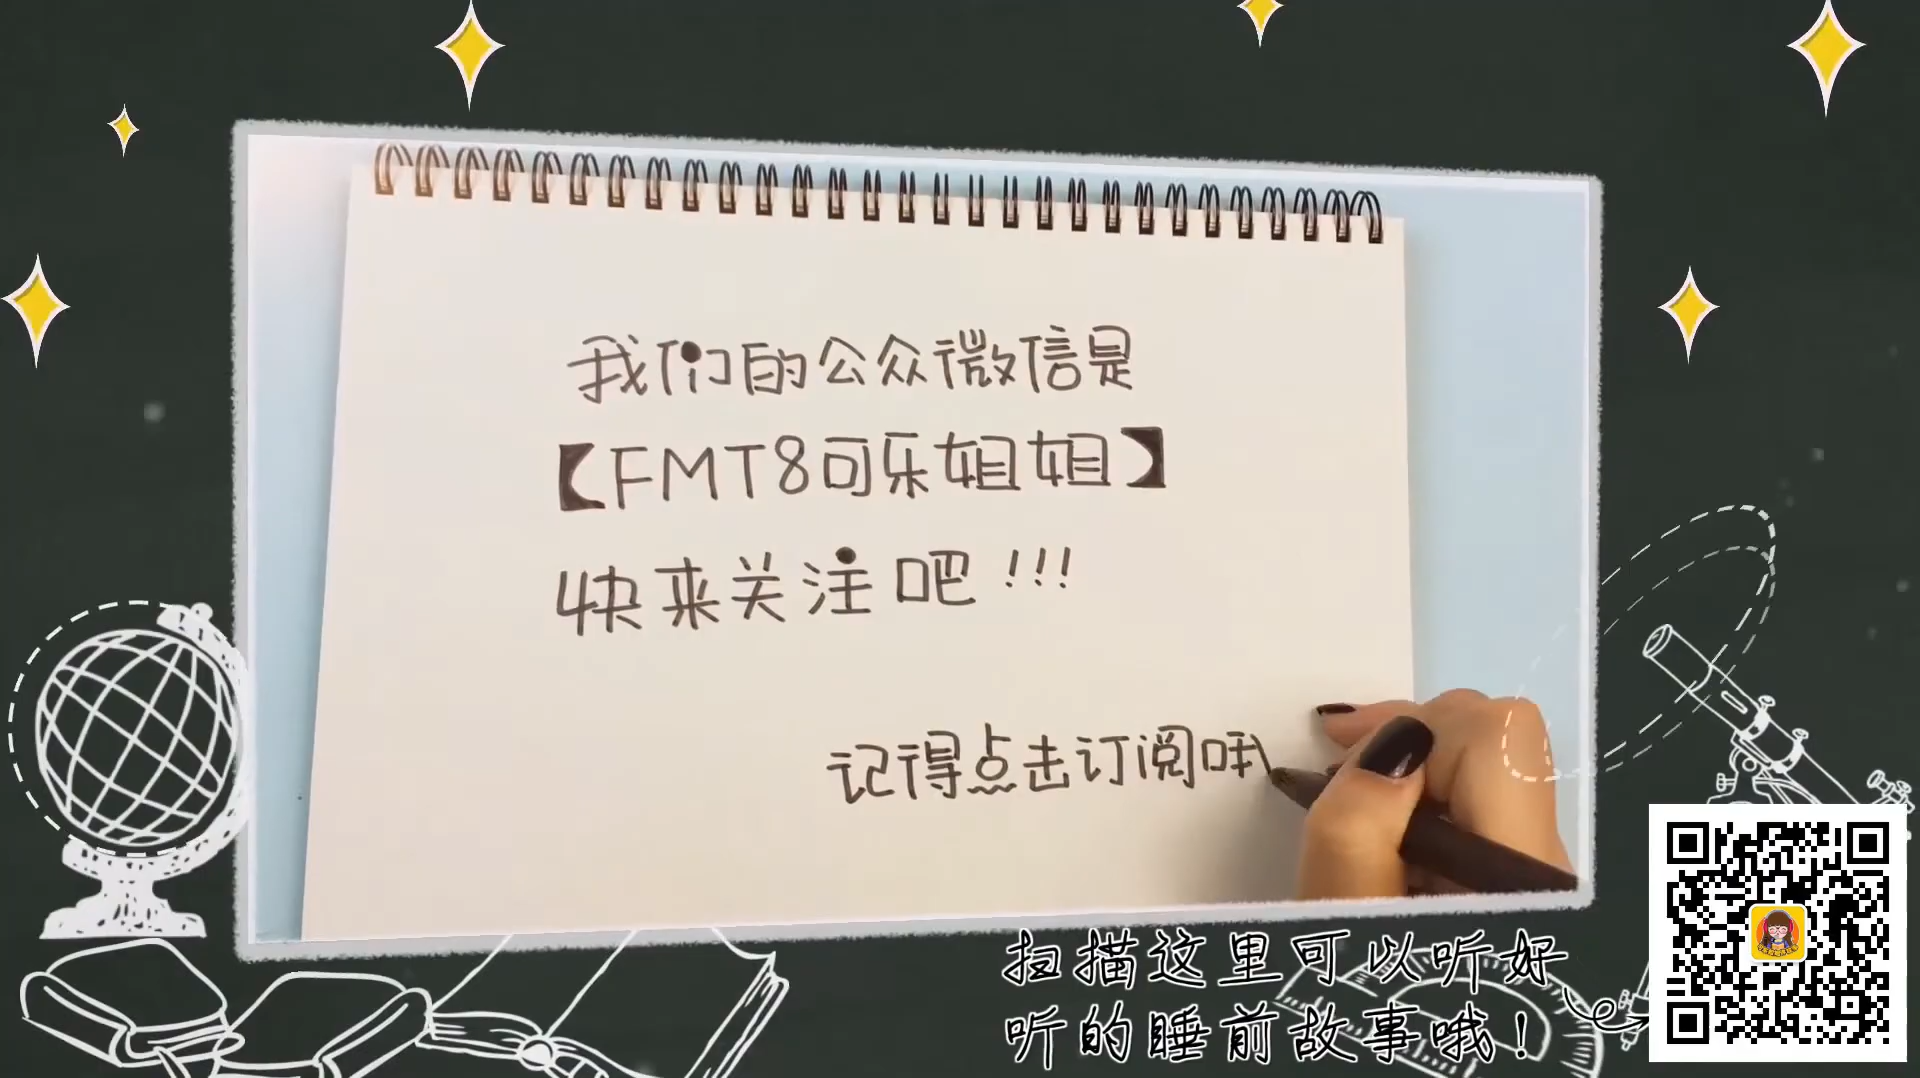 我们的公众微信是
【FMT8可乐姐姐】
快来关注吧!!!
记得点击订阅哦
扫描这里可以听好
听的睡前故事哦！